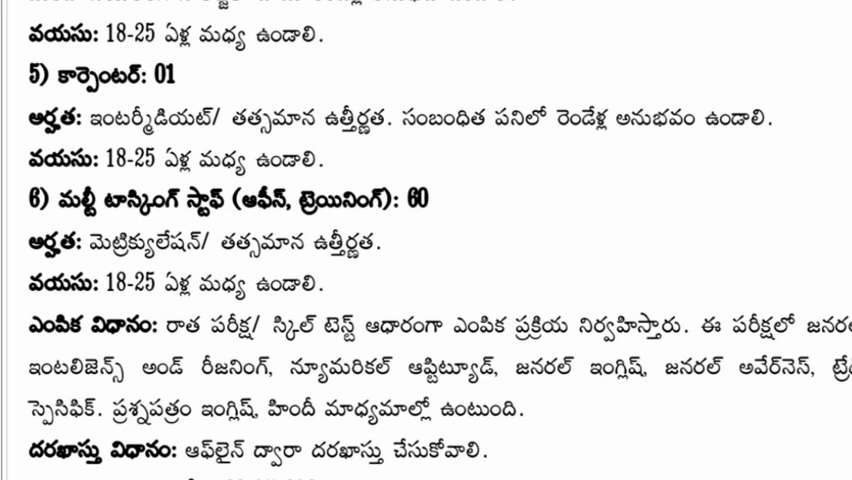 వయసు: 18-25 ఏళ్ల మధ్య ఉండాలి.
5) కార్పెంటర్: 01
అర్హత: ఇంటర్మీడియట్/ తత్సమాన ఉత్తీర్ణత. సంబంధిత పనిలో రెండేళ్ల అనుభవం ఉండాలి.
వయసు: 18-25 ఏళ్ల మధ్య ఉండాలి.
6) మల్టీ టాస్కింగ్ స్టాఫ్ (ఆఫీస్, ట్రెయినింగ్): 60
అర్హత: మెట్రిక్యులేషన్/ తత్సమాన ఉత్తీర్ణత.
వయసు: 18-25 ఏళ్ల మధ్య ఉండాలి.
ఎంపిక విధానం: రాత పరీక్ష/ స్కిల్ టెస్ట్ ఆధారంగా ఎంపిక ప్రక్రియ నిర్వహిస్తారు. ఈ పరీక్షలో
ఇంటలిజెన్స్ అండ్ రీజనింగ్, న్యూమరికల్ ఆప్టిట్యూడ్, జనరల్ ఇంగ్లిష్, జనరల్ అవేర్‌నెస్,
స్పెసిఫిక్. ప్రశ్నపత్రం ఇంగ్లిష్, హిందీ మాధ్యమాల్లో ఉంటుంది.
దరఖాస్తు విధానం: ఆఫ్‌లైన్ ద్వారా దరఖాస్తు చేసుకోవాలి.